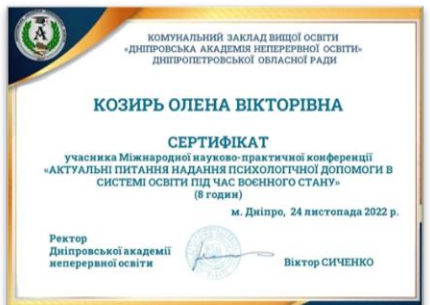 КОМУНАЛЬНИЙ ЗАКЛАД ВИЩОЇ ОСВІТИ
«ДНІПРОВСЬКА АКАДЕМІЯ НЕПЕРЕРВНОЇ ОСВІТИ»
ДНІПРОПЕТРОВСЬКОЇ ОБЛАСНОЇ РАДИ
КОЗИРЬ ОЛЕНА ВІКТОРІВНА
СЕРТИФІКАТ
учасника Міжнародної науково-практичної конференції
«АКТУАЛЬНІ ПИТАННЯ НАДАННЯ ПСИХОЛОГІЧНОЇ ДОПОМОГИ В
СИСТЕМІ ОСВІТИ ПІД ЧАС ВОЄННОГО СТАНУ»
(8 годин)
м. Дніпро, 24 листопада 2022 р.
Ректор
Дніпровської академії
неперервної освіти
Віктор СИЧЕНКО